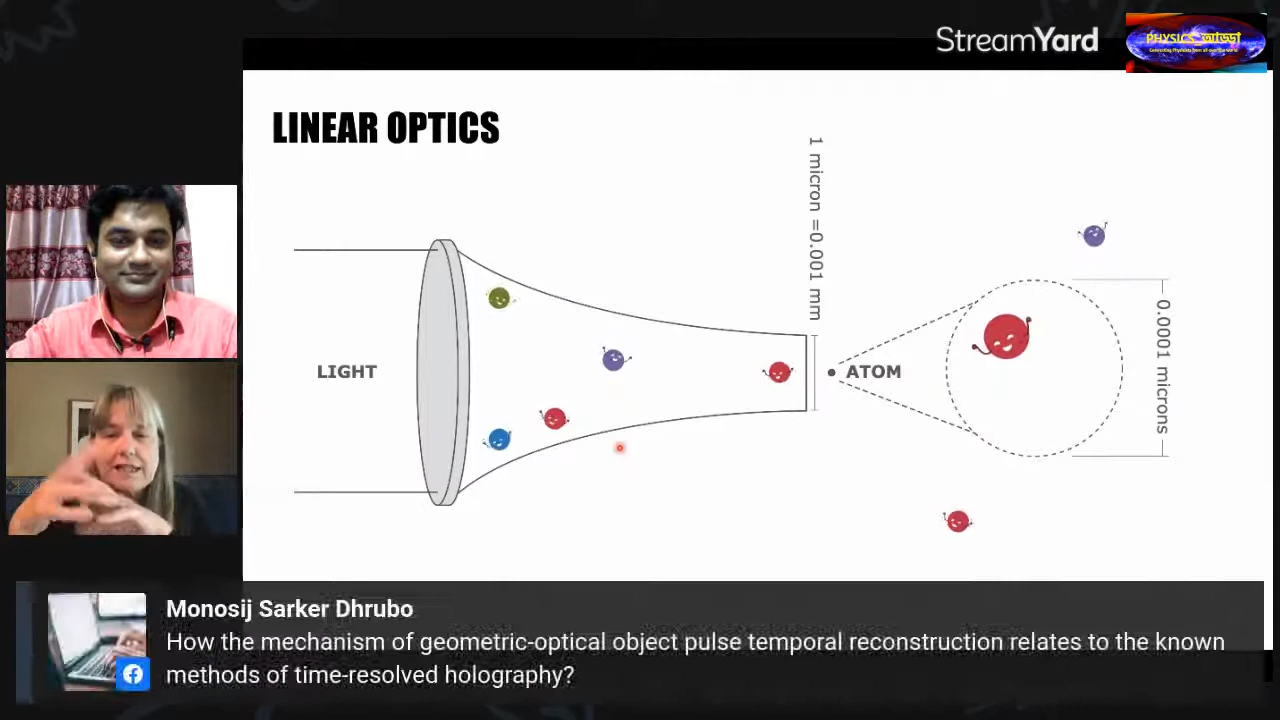 StreamYard
PHYSICS_আড্ডা
LINEAR OPTICS
1 micron =0.001 mm
LIGHT
ATOM
0.0001 microns
Monosij Sarker Dhrubo
How the mechanism of geometric-optical object pulse temporal reconstruction relates to the known
methods of time-resolved holography?